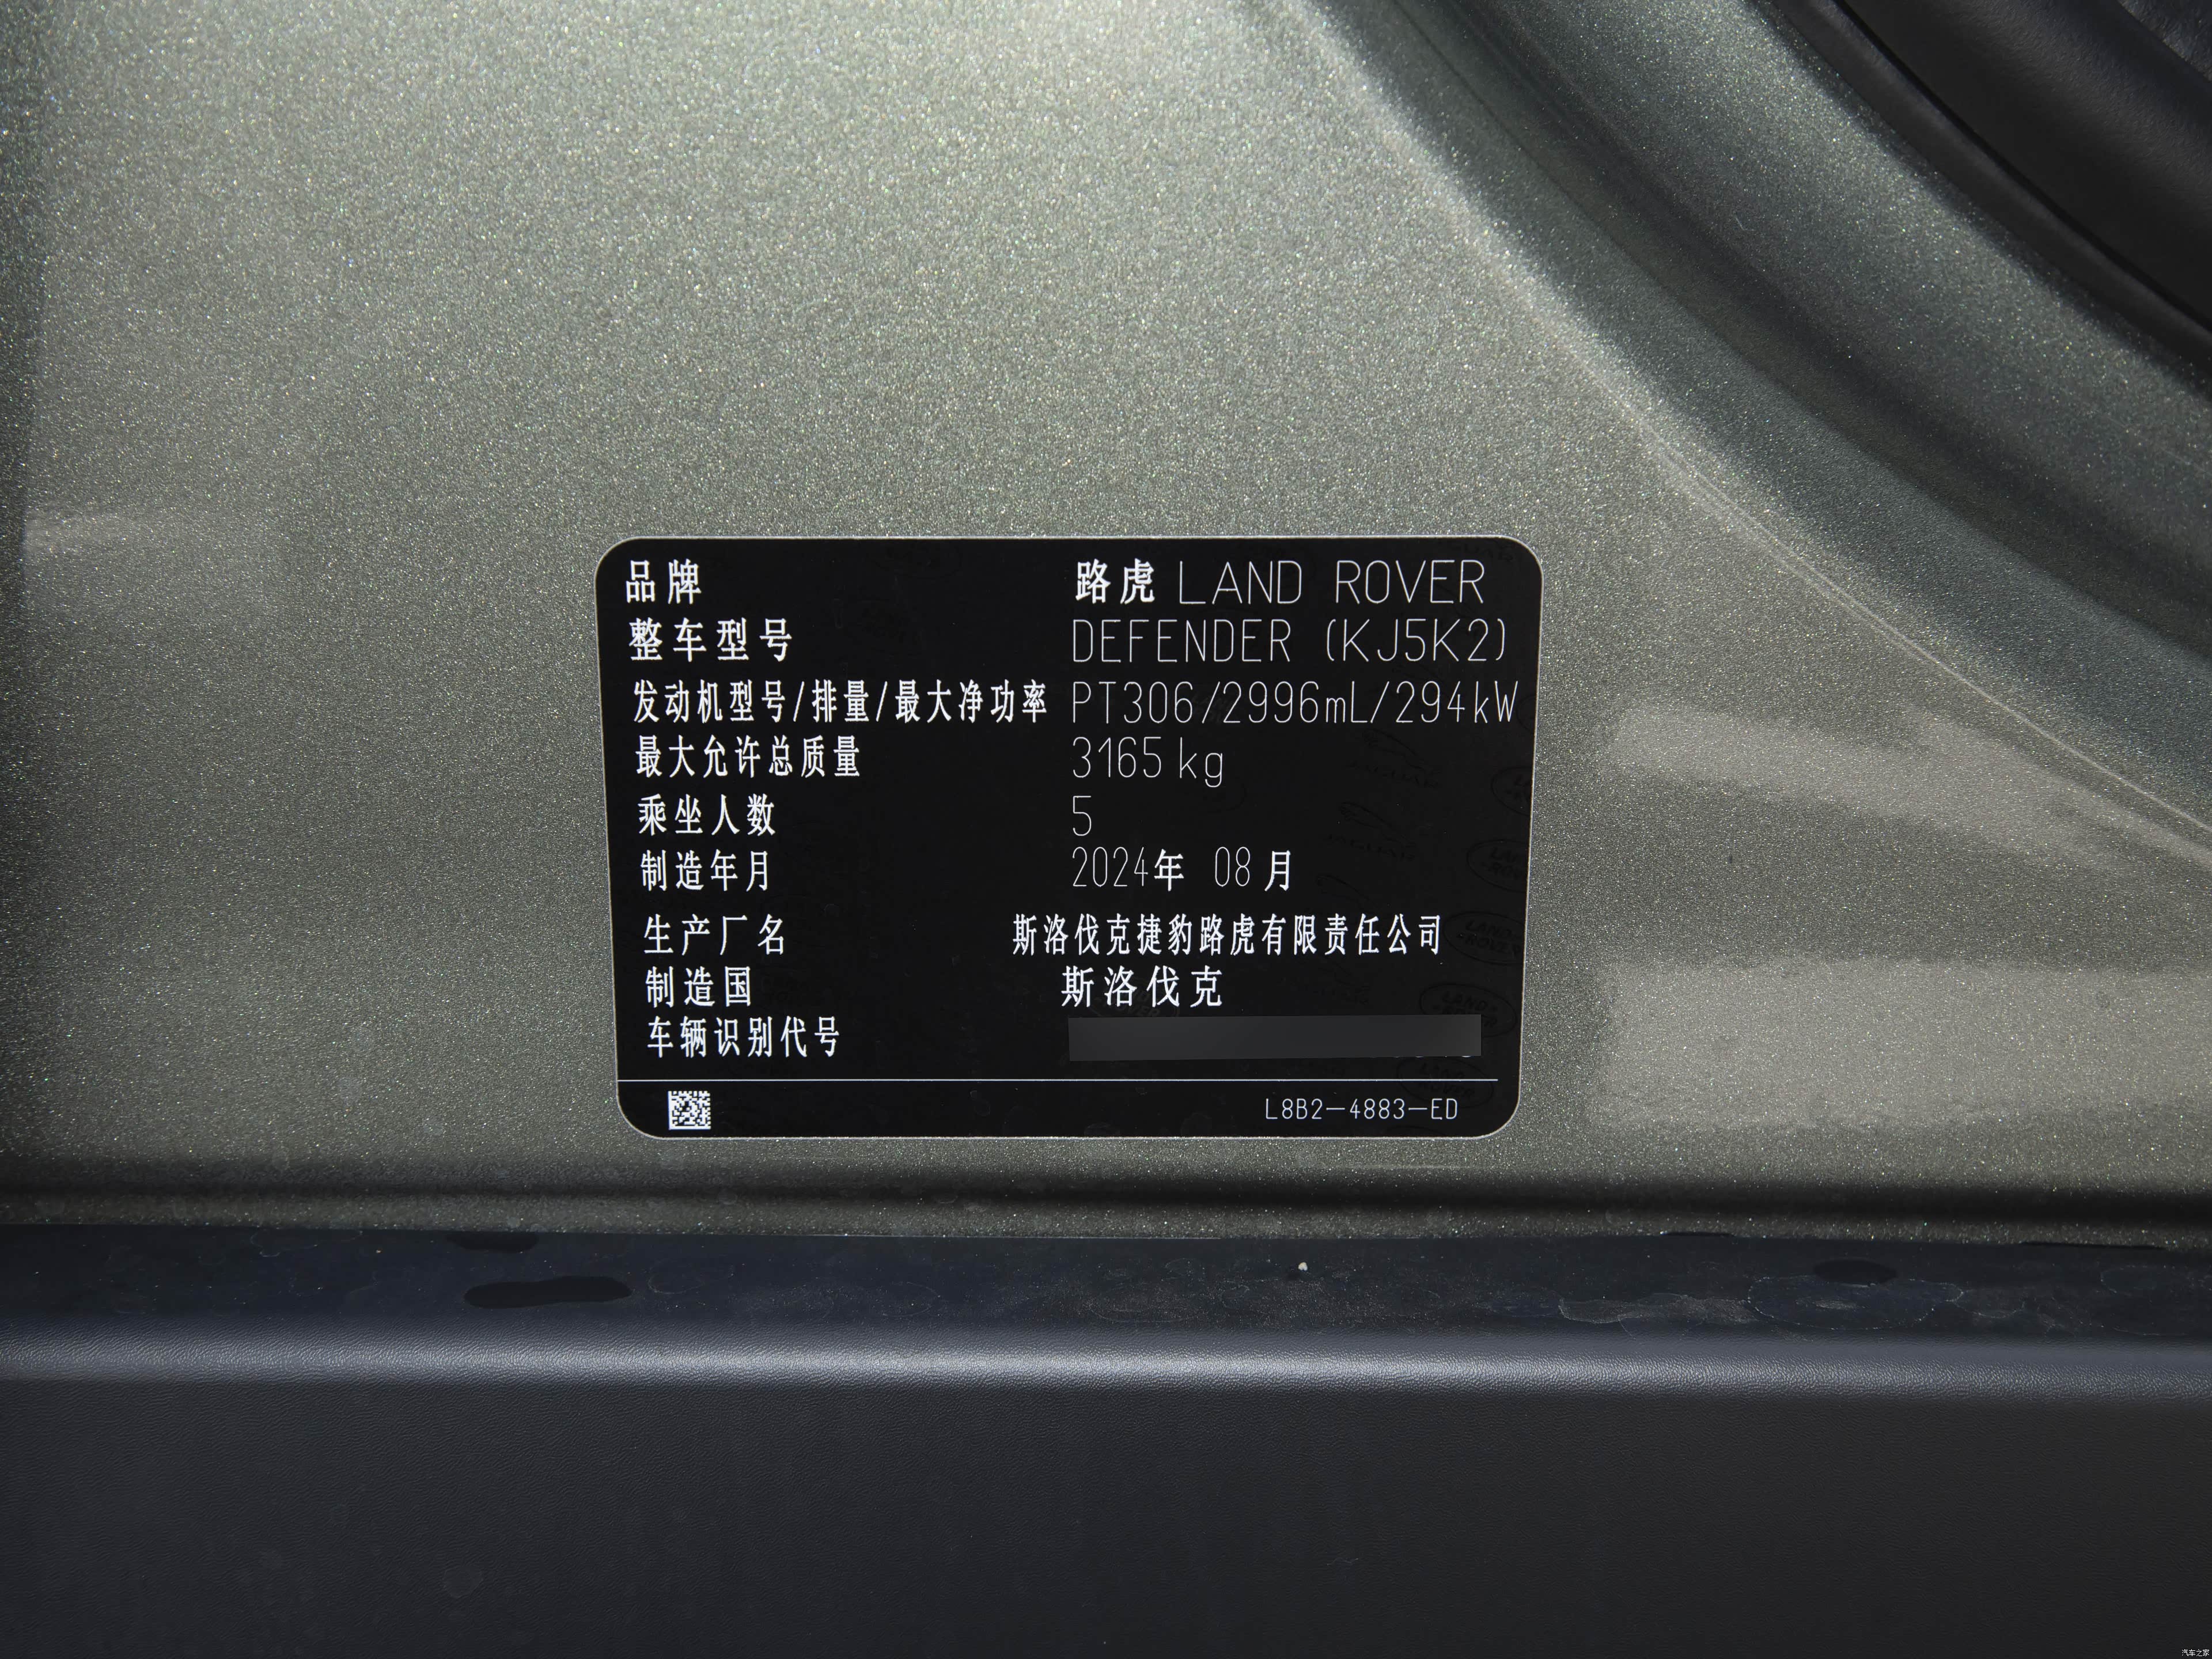 品牌 路虎 LAND ROVER
整车型号 DEFENDER (KJ5K2)
发动机型号/排量/最大净功率 PT306/2996mL/294kW
最大允许总质量 3165 kg
乘坐人数 5
制造年月 2024年 08月
生产厂名 斯洛伐克捷豹路虎有限责任公司
制造国 斯洛伐克
车辆识别代号
L8B2-4883-ED
汽车之家